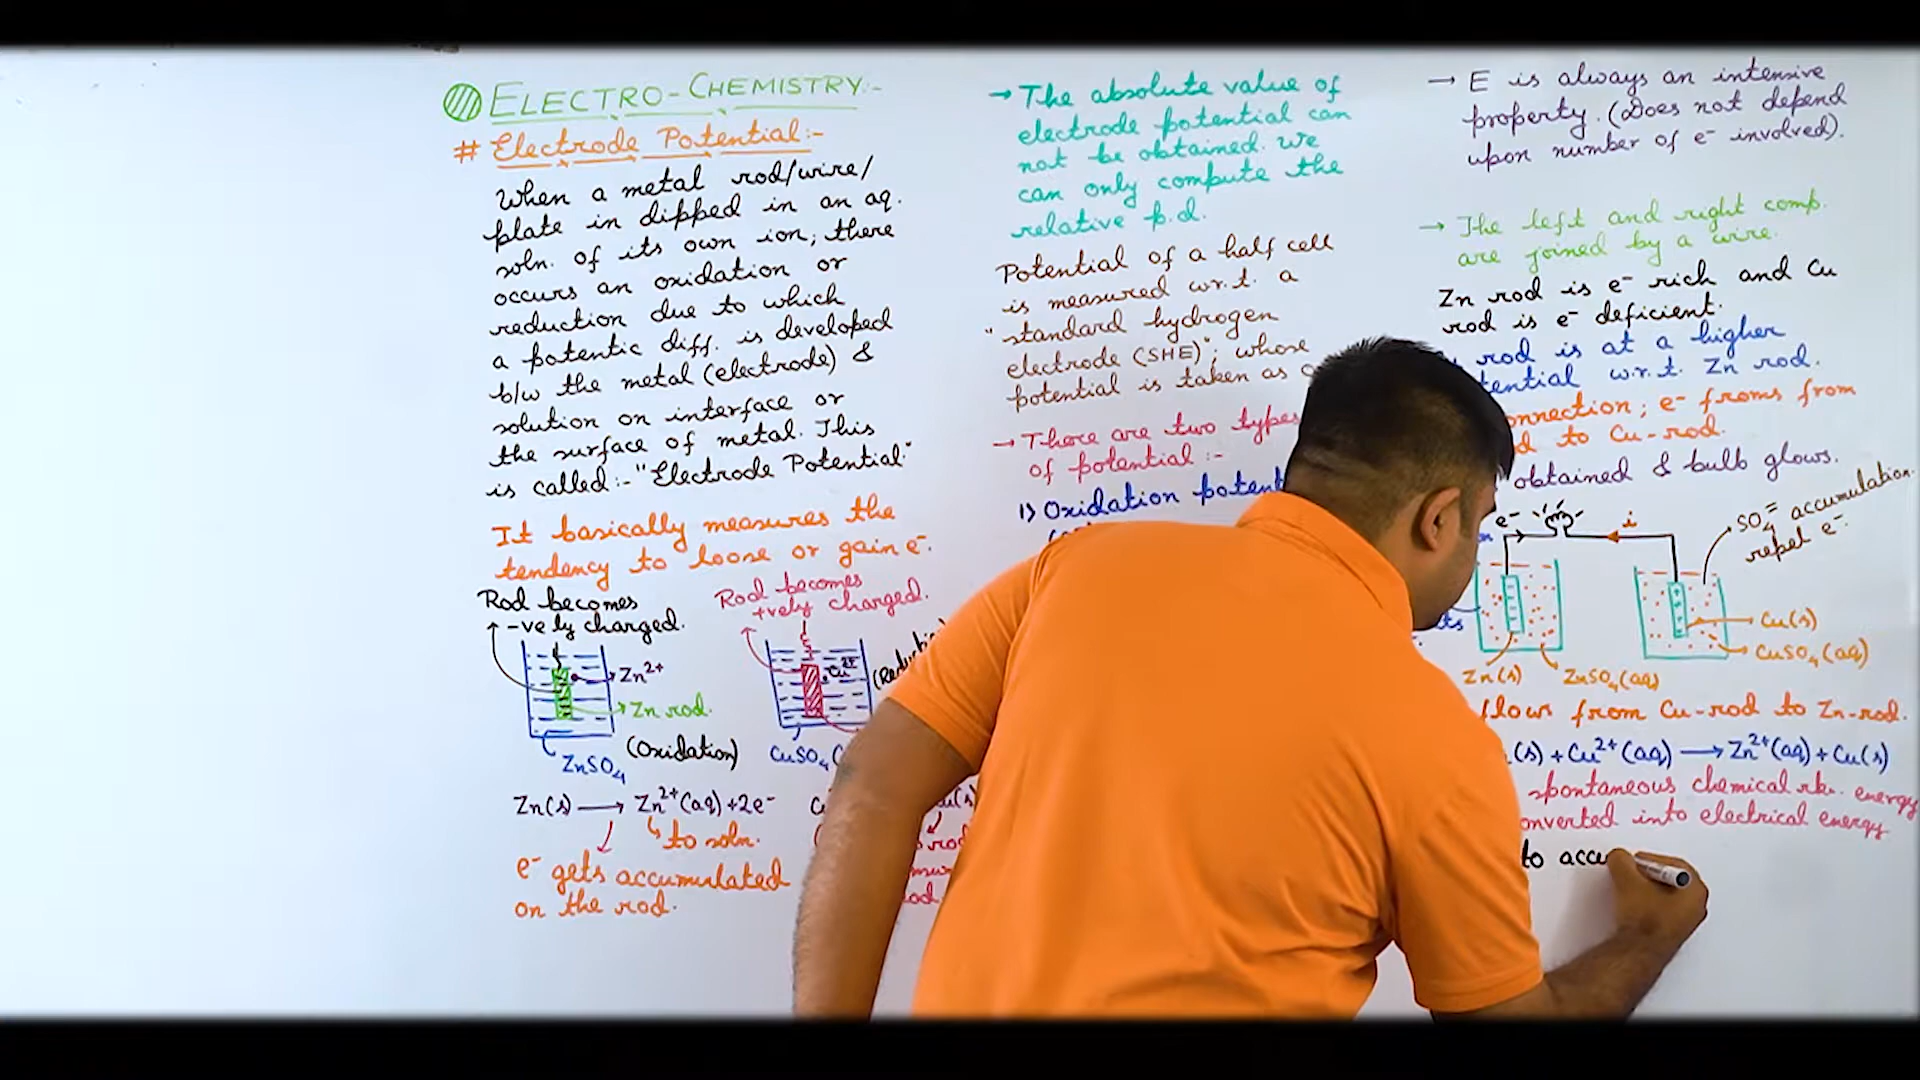 ELECTRO-CHEMISTRY:-
# Electrode Potential:-
When a metal rod/wire/
plate in dipped in an aq.
soln. of its own ion; there
occurs an oxidation or
reduction due to which
a potentic diff. is developed
b/w the metal (electrode) &
solution on interface or
the surface of metal. This
is called:- "Electrode Potential"
It basically measures the
tendency to loose or gain e-.
Rod becomes
-vely charged.
Zn2+
Zn rod.
(Oxidation)
ZnSO4
Zn(s) → Zn2+(aq) + 2e-
to soln.
e- gets accumulated
on the rod.
Rod becomes
+vely charged.
Cu2+
CuSO4
→ The absolute value of
electrode potential can
not be obtained. We
can only compute the
relative p.d.
Potential of a half cell
is measured w.r.t. a
"standard hydrogen
electrode (SHE)"; whose
potential is taken as
→ There are two types
of potential:-
1) Oxidation
→ E is always an intensive
property. (Does not depend
upon number of e- involved).
→ The left and right comp.
are joined by a wire.
Zn rod is e- rich and Cu
rod is e- deficient.
rod is at a higher
w.r.t. Zn rod.
e- froms from
to Cu-rod.
obtained & bulb glows.
e-
i
SO4= accumulation
repel e-.
Cu(s)
CuSO4(aq)
Zn(s)
ZnSO4(aq)
flows from Cu-rod to Zn-rod.
(s) + Cu2+(aq) → Zn2+(aq) + Cu(s)
spontaneous chemical rkn. energy
into electrical energy
to